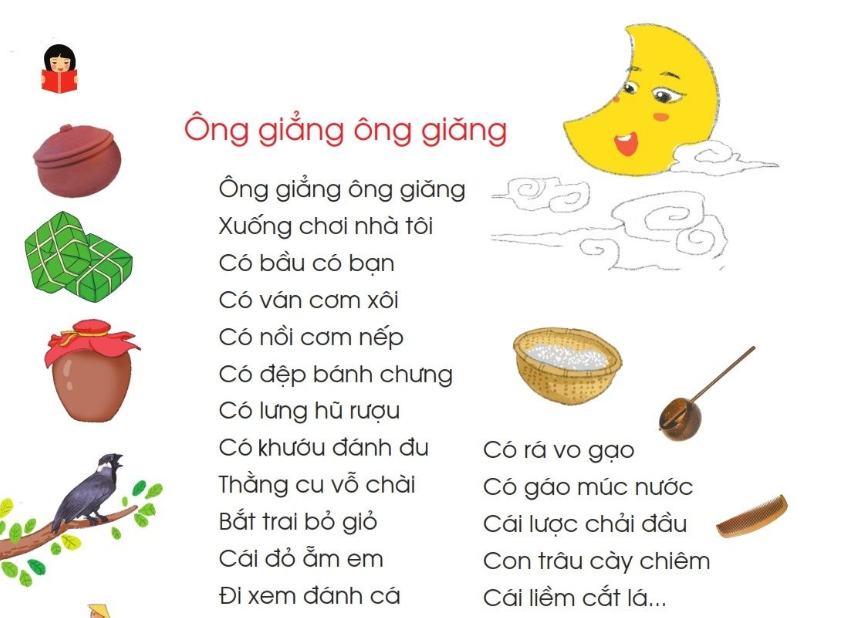 Ông giẳng ông giăng
Ông giẳng ông giăng
Xuống chơi nhà tôi
Có bầu có bạn
Có ván cơm xôi
Có nồi cơm nếp
Có đệp bánh chưng
Có lưng hũ rượu
Có khướu đánh đu
Thằng cu vỗ chài
Bắt trai bỏ giỏ
Cái đỏ ẵm em
Đi xem đánh cá
Có rá vo gạo
Có gáo múc nước
Cái lược chải đầu
Con trâu cày chiêm
Cái liềm cắt lá...